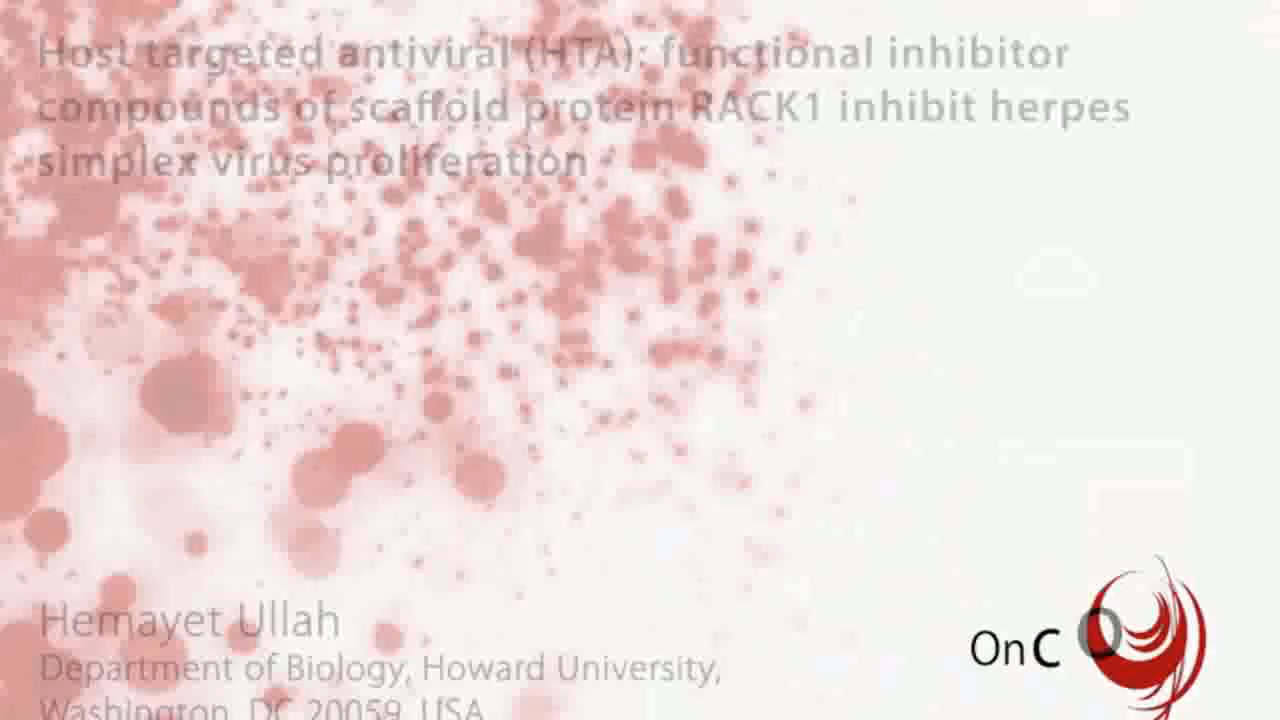 Host targeted antiviral (HTA): functional inhibitor
compounds of scaffold protein RACK1 inhibit herpes
simplex virus proliferation
Hemayet Ullah
Department of Biology, Howard University,
Washington, DC 20059, USA
OnCO